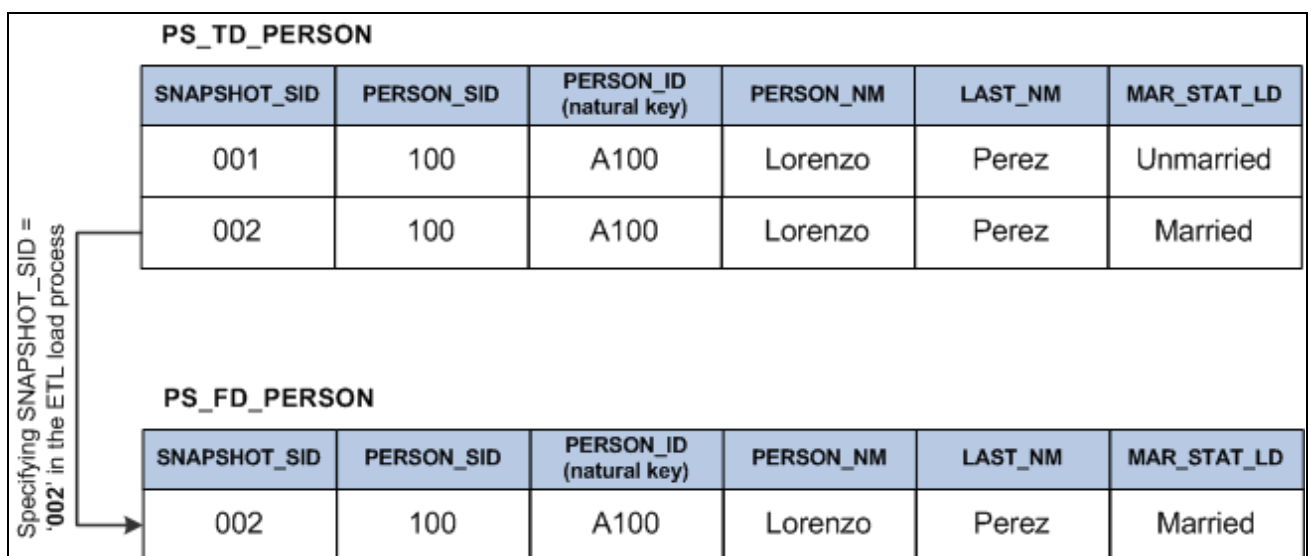 PS_TD_PERSON
SNAPSHOT_SID PERSON_SID PERSON_ID (natural key) PERSON_NM LAST_NM MAR_STAT_LD
001 100 A100 Lorenzo Perez Unmarried
002 100 A100 Lorenzo Perez Married
Specifying SNAPSHOT_SID =
'002' in the ETL load process
PS_FD_PERSON
SNAPSHOT_SID PERSON_SID PERSON_ID (natural key) PERSON_NM LAST_NM MAR_STAT_LD
002 100 A100 Lorenzo Perez Married